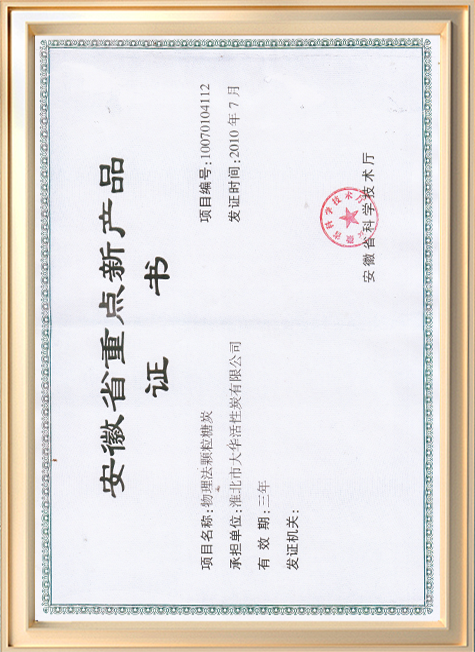 安徽省重点新产品
证书
项目名称:物理法颗粒糖炭
项目编号:10070104112
承担单位:淮北市大华活性炭有限公司
发证时间:2010年7月
有效期:三年
发证机关:
安徽省科学技术厅